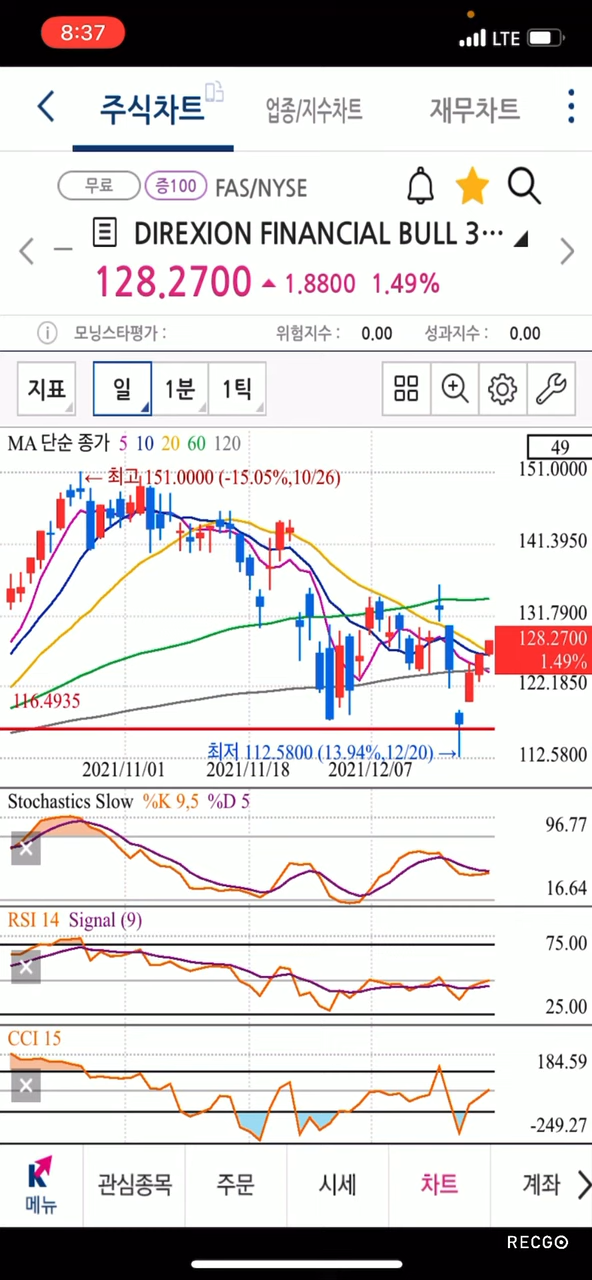 8:37
LTE
주식차트 업종/지수차트 재무차트
무료 증100 FAS/NYSE
DIREXION FINANCIAL BULL 3…
128.2700 ▲ 1.8800 1.49%
모닝스타평가 : 위험지수 : 0.00 성과지수 : 0.00
지표 일 1분 1틱
MA 단순 종가 5 10 20 60 120
49
← 최고 151.0000 (-15.05%,10/26)
151.0000
141.3950
131.7900
128.2700
1.49%
122.1850
116.4935
최저 112.5800 (13.94%,12/20) →
112.5800
2021/11/01 2021/11/18 2021/12/07
Stochastics Slow %K 9,5 %D 5
96.77
16.64
RSI 14 Signal (9)
75.00
25.00
CCI 15
184.59
-249.27
메뉴 관심종목 주문 시세 차트 계좌
RECGO